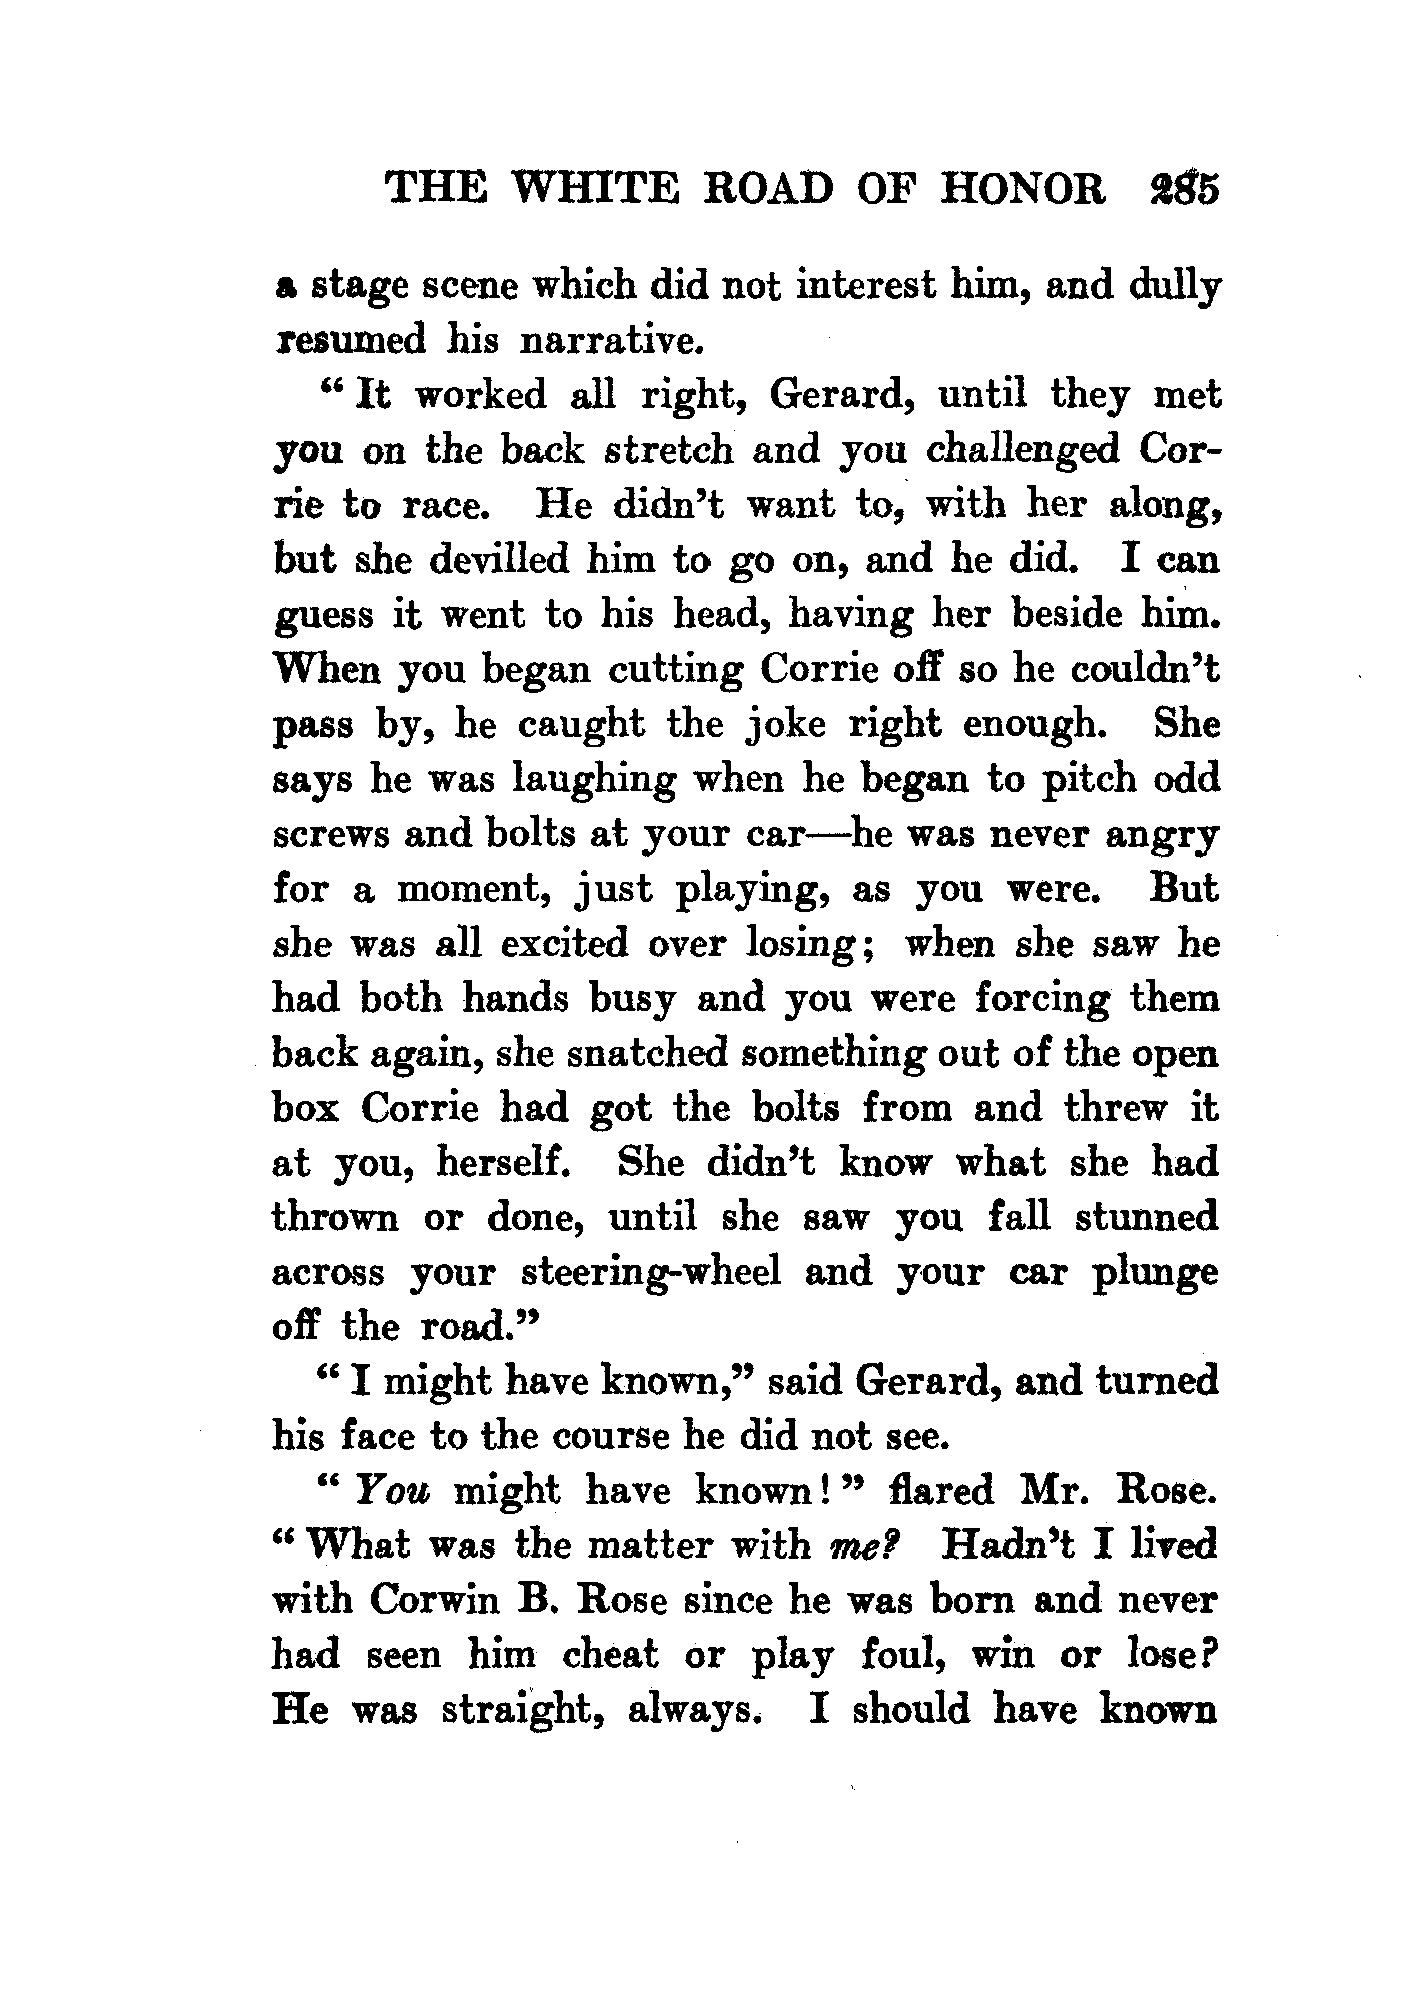 THE WHITE ROAD OF HONOR 285
a stage scene which did not interest him, and dully
resumed his narrative.
“ It worked all right, Gerard, until they met
you on the back stretch and you challenged Cor-
rie to race. He didn’t want to, with her along,
but she devilled him to go on, and he did. I can
guess it went to his head, having her beside him.
When you began cutting Corrie off so he couldn’t
pass by, he caught the joke right enough. She
says he was laughing when he began to pitch odd
screws and bolts at your car—he was never angry
for a moment, just playing, as you were. But
she was all excited over losing; when she saw he
had both hands busy and you were forcing them
back again, she snatched something out of the open
box Corrie had got the bolts from and threw it
at you, herself. She didn’t know what she had
thrown or done, until she saw you fall stunned
across your steering-wheel and your car plunge
off the road.”
“ I might have known,” said Gerard, and turned
his face to the course he did not see.
“ You might have known! ” flared Mr. Rose.
“ What was the matter with me? Hadn’t I lived
with Corwin B. Rose since he was born and never
had seen him cheat or play foul, win or lose?
He was straight, always. I should have known